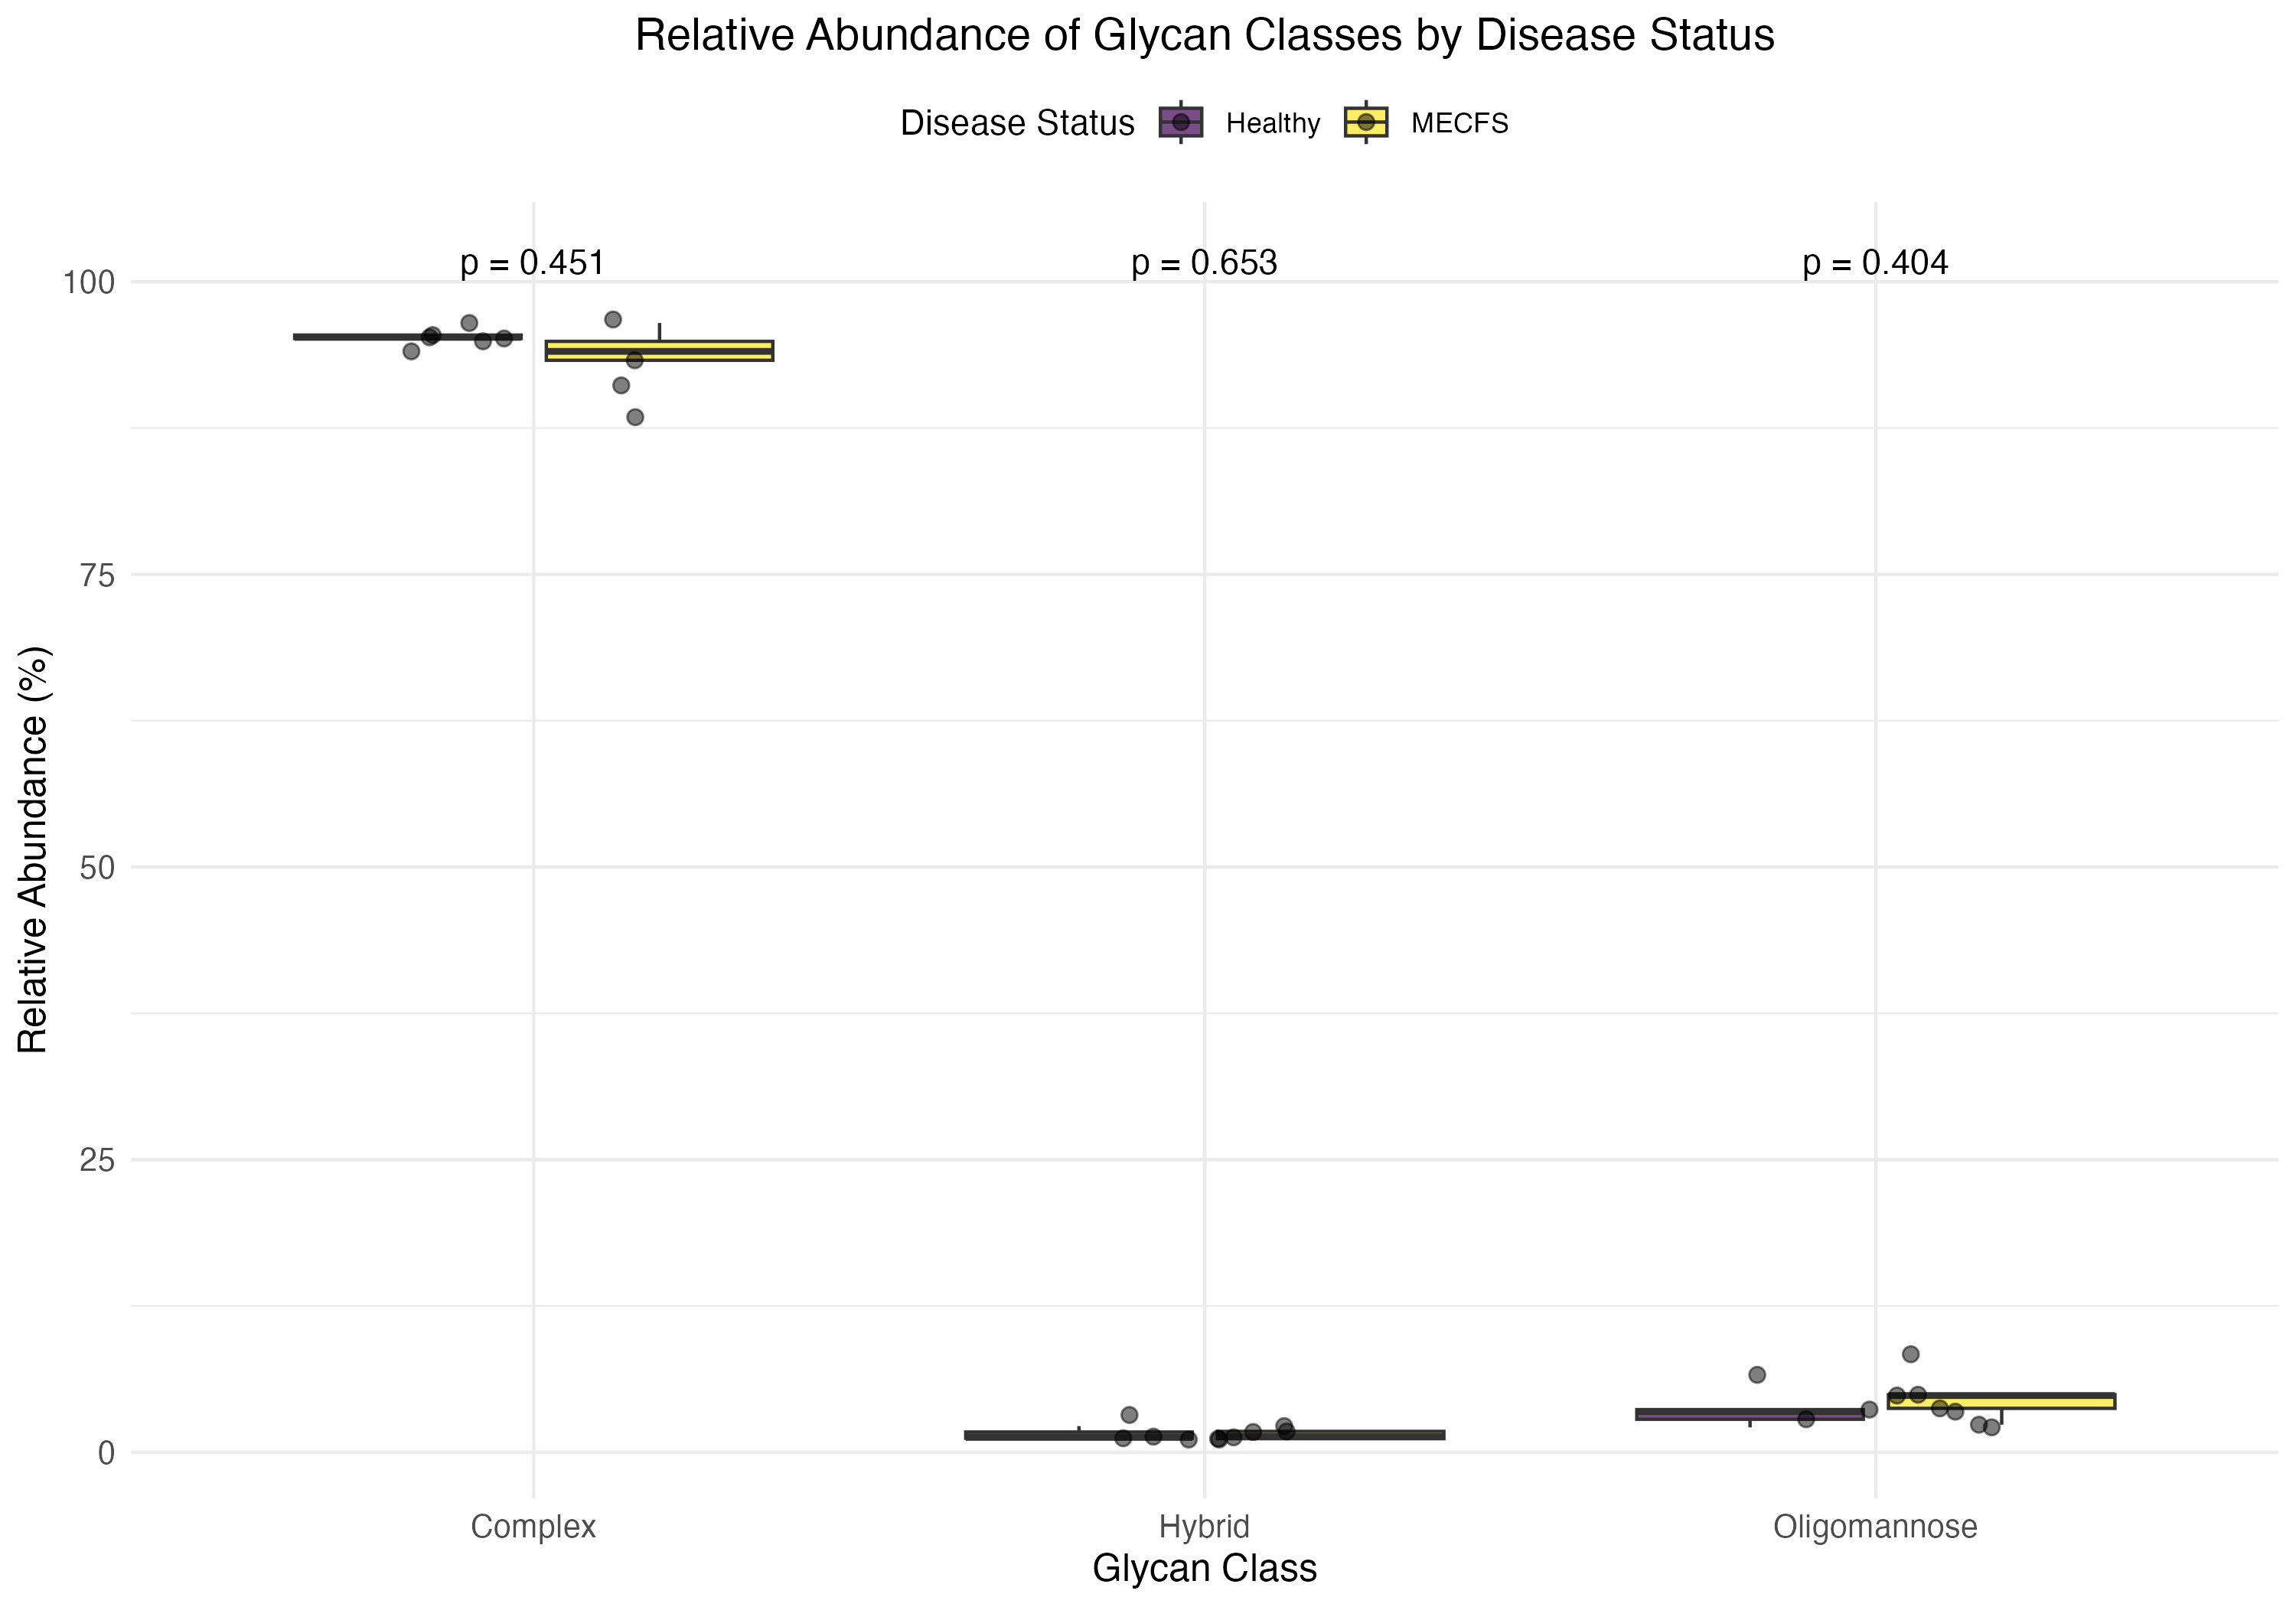 Relative Abundance of Glycan Classes by Disease Status
Disease Status Healthy MECFS
p = 0.451 p = 0.653 p = 0.404
100
75
50
25
0
Relative Abundance (%)
Complex Hybrid Oligomannose
Glycan Class